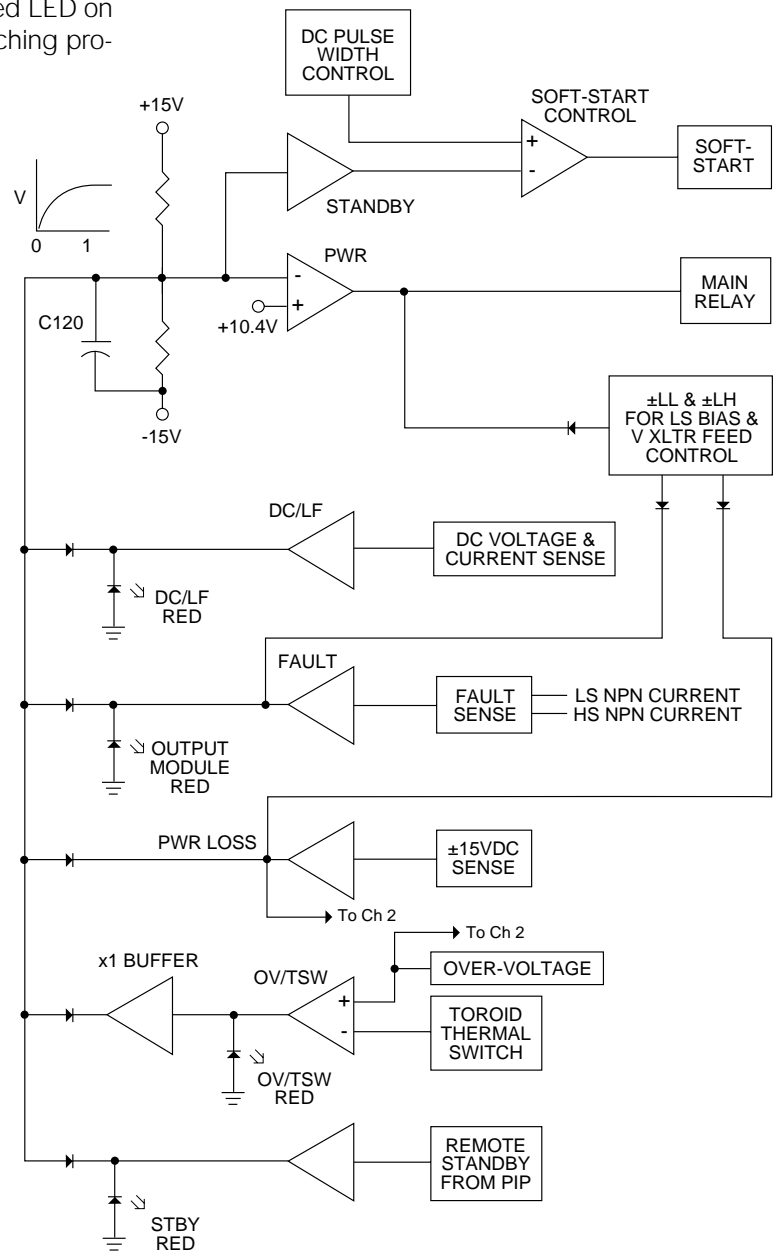 ed LED on
ching pro-
DC PULSE
WIDTH
CONTROL
+15V
SOFT-START
CONTROL
+
-
SOFT-
START
V
0 1
STANDBY
PWR
-
+
+10.4V
MAIN
RELAY
C120
-15V
±LL & ±LH
FOR LS BIAS &
V XLTR FEED
CONTROL
DC/LF
DC VOLTAGE &
CURRENT SENSE
DC/LF
RED
FAULT
FAULT
SENSE
LS NPN CURRENT
HS NPN CURRENT
OUTPUT
MODULE
RED
PWR LOSS
±15VDC
SENSE
To Ch 2
To Ch 2
x1 BUFFER
OV/TSW
+
-
OVER-VOLTAGE
TOROID
THERMAL
SWITCH
OV/TSW
RED
REMOTE
STANDBY
FROM PIP
STBY
RED